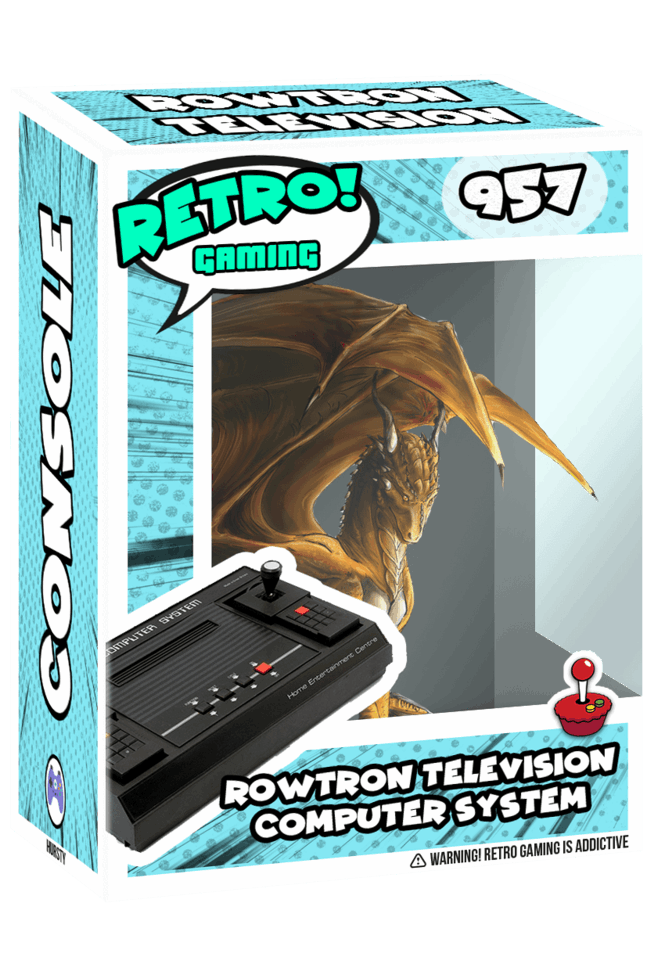 ROWTRON
TELEVISION
RETRO!
GAMING
957
CONSOLE
COMPUTER SYSTEM
Home Entertainment Centre
ROWTRON TELEVISION
COMPUTER SYSTEM
WARNING! RETRO GAMING IS ADDICTIVE
HURSTY